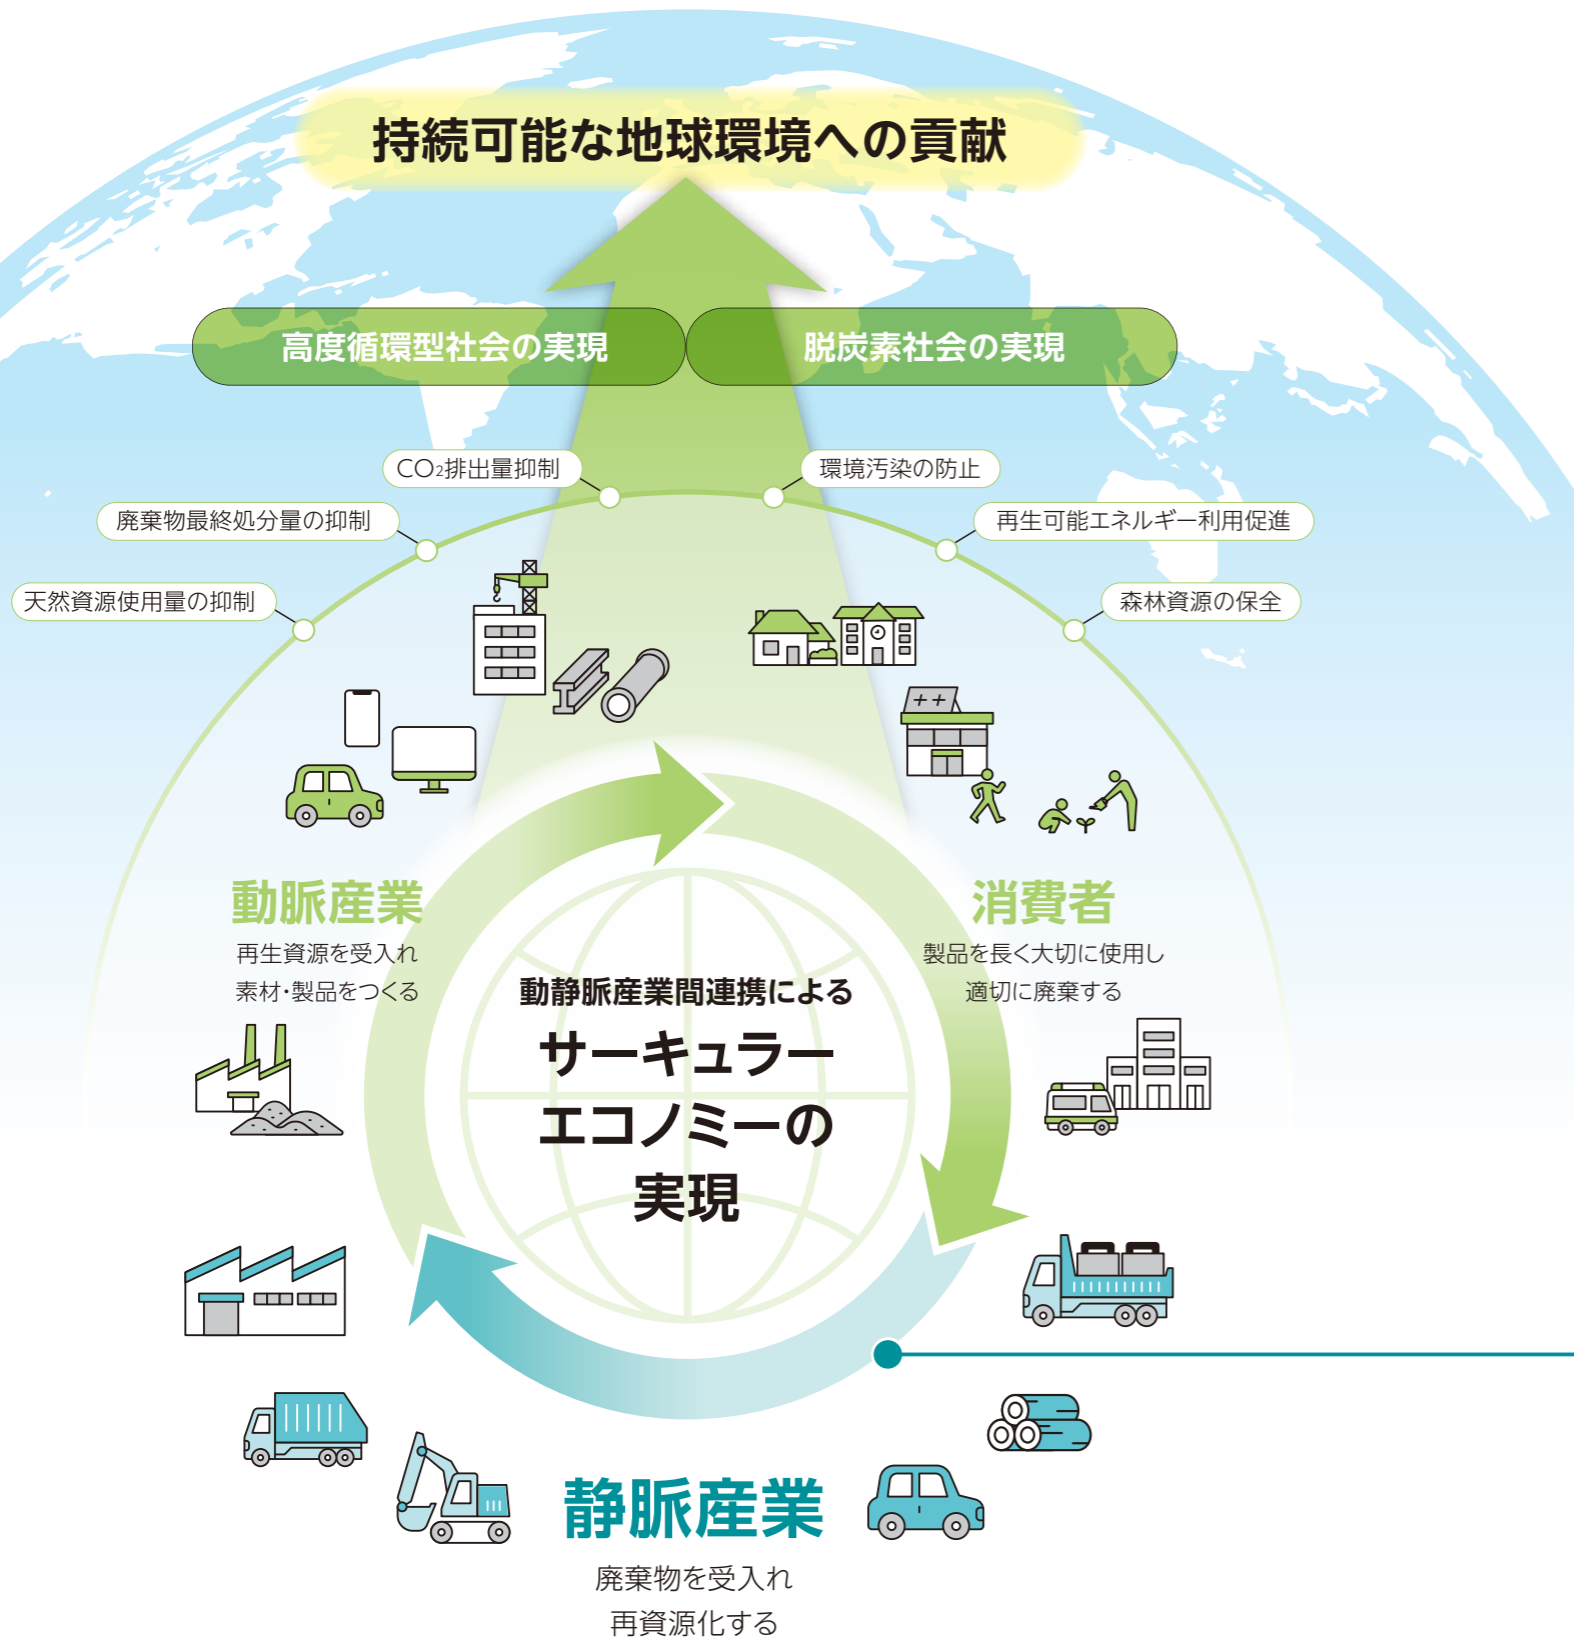 持続可能な地球環境への貢献
高度循環型社会の実現
脱炭素社会の実現
CO₂排出量抑制
環境汚染の防止
廃棄物最終処分量の抑制
再生可能エネルギー利用促進
天然資源使用量の抑制
森林資源の保全
動脈産業
再生資源を受入れ
素材・製品をつくる
消費者
製品を長く大切に使用し
適切に廃棄する
動静脈産業間連携による
サーキュラー
エコノミーの
実現
静脈産業
廃棄物を受入れ
再資源化する